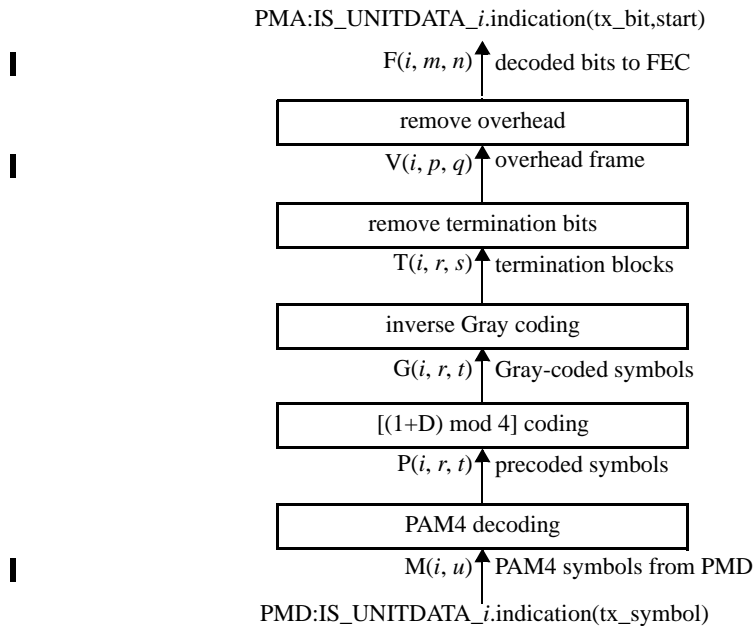 PMA:IS_UNITDATA_i.indication(tx_bit,start)
F(i, m, n) decoded bits to FEC
remove overhead
V(i, p, q) overhead frame
remove termination bits
T(i, r, s) termination blocks
inverse Gray coding
G(i, r, t) Gray-coded symbols
[(1+D) mod 4] coding
P(i, r, t) precoded symbols
PAM4 decoding
M(i, u) PAM4 symbols from PMD
PMD:IS_UNITDATA_i.indication(tx_symbol)